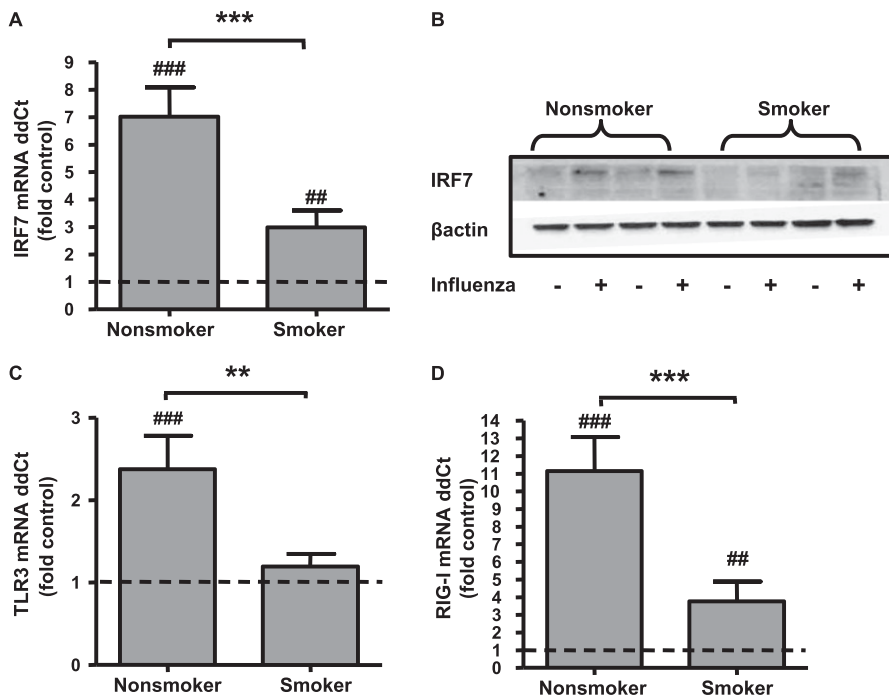 A
***
IRF7 mRNA ddCt
(fold control)
9
8
7
6
5
4
3
2
1
0
###
##
Nonsmoker Smoker
B
Nonsmoker Smoker
IRF7
βactin
Influenza - + - + - + - +
C
**
TLR3 mRNA ddCt
(fold control)
3
2
1
0
###
Nonsmoker Smoker
D
***
RIG-I mRNA ddCt
(fold control)
14
13
12
11
10
9
8
7
6
5
4
3
2
1
0
###
##
Nonsmoker Smoker